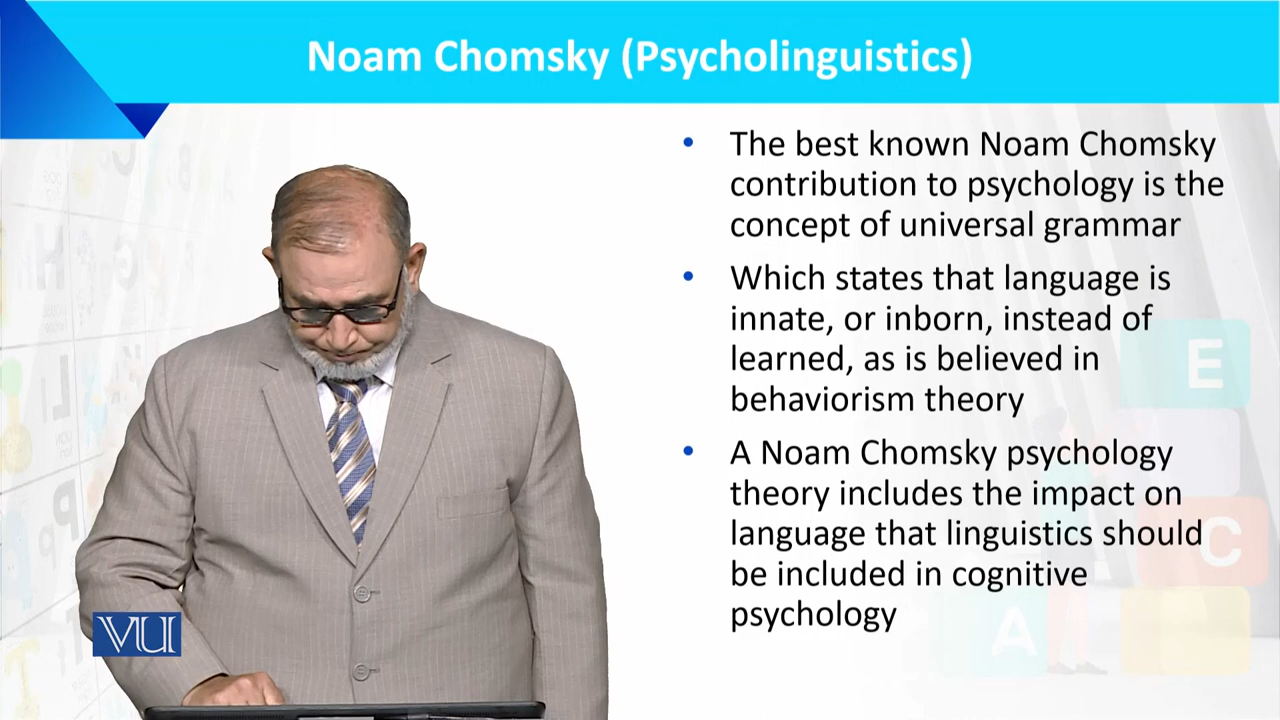 Noam Chomsky (Psycholinguistics)
• The best known Noam Chomsky
contribution to psychology is the
concept of universal grammar
• Which states that language is
innate, or inborn, instead of
learned, as is believed in
behaviorism theory
• A Noam Chomsky psychology
theory includes the impact on
language that linguistics should
be included in cognitive
psychology
VU
E
C
A